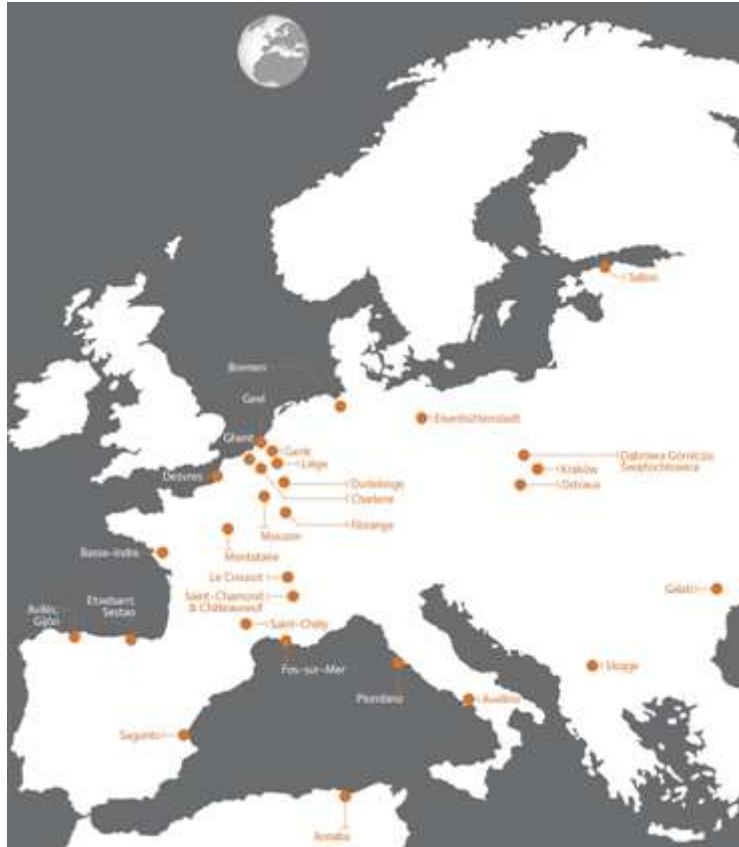 Tallinn
Bremen
Eisenhüttenstadt
Geel
Ghent
Genk
Liège
Dąbrowa Górnicza
Świętochłowice
Kraków
Ostrava
Desvres
Dudelange
Charleroi
Florange
Mouzon
Montataire
Basse-Indre
Le Creusot
Saint-Chamond
& Châteauneuf
Saint-Chély
Fos-sur-Mer
Etxebarri,
Sestao
Avilés,
Gijón
Galati
Skopje
Piombino
Avellino
Sagunto
Annaba